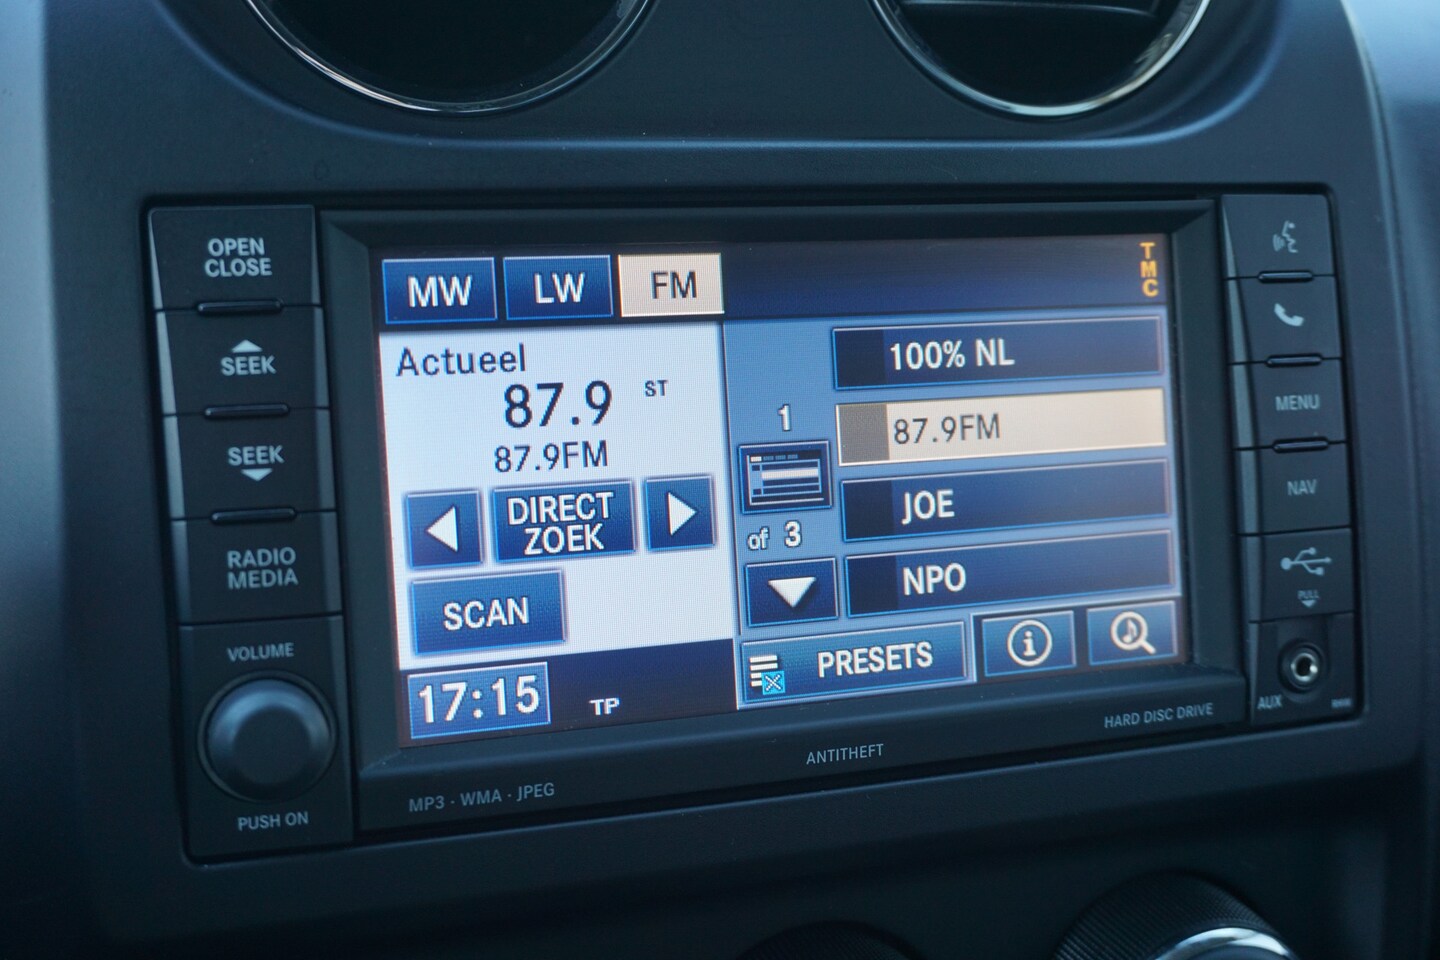 OPEN
CLOSE
SEEK
SEEK
RADIO
MEDIA
VOLUME
PUSH ON
MW
LW
FM
TMC
Actueel
87.9 ST
87.9FM
DIRECT
ZOEK
SCAN
17:15
TP
1
of 3
100% NL
87.9FM
JOE
NPO
PRESETS
MP3 · WMA · JPEG
ANTITHEFT
HARD DISC DRIVE
MENU
NAV
PULL
AUX